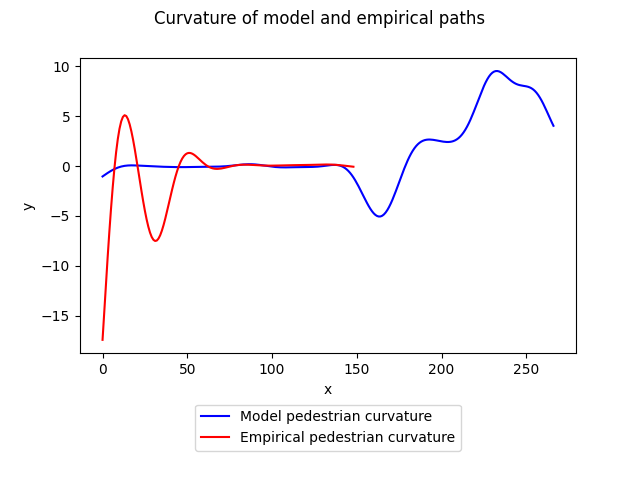 Curvature of model and empirical paths
10
5
0
−5
−10
−15
y
0 50 100 150 200 250
x
Model pedestrian curvature
Empirical pedestrian curvature